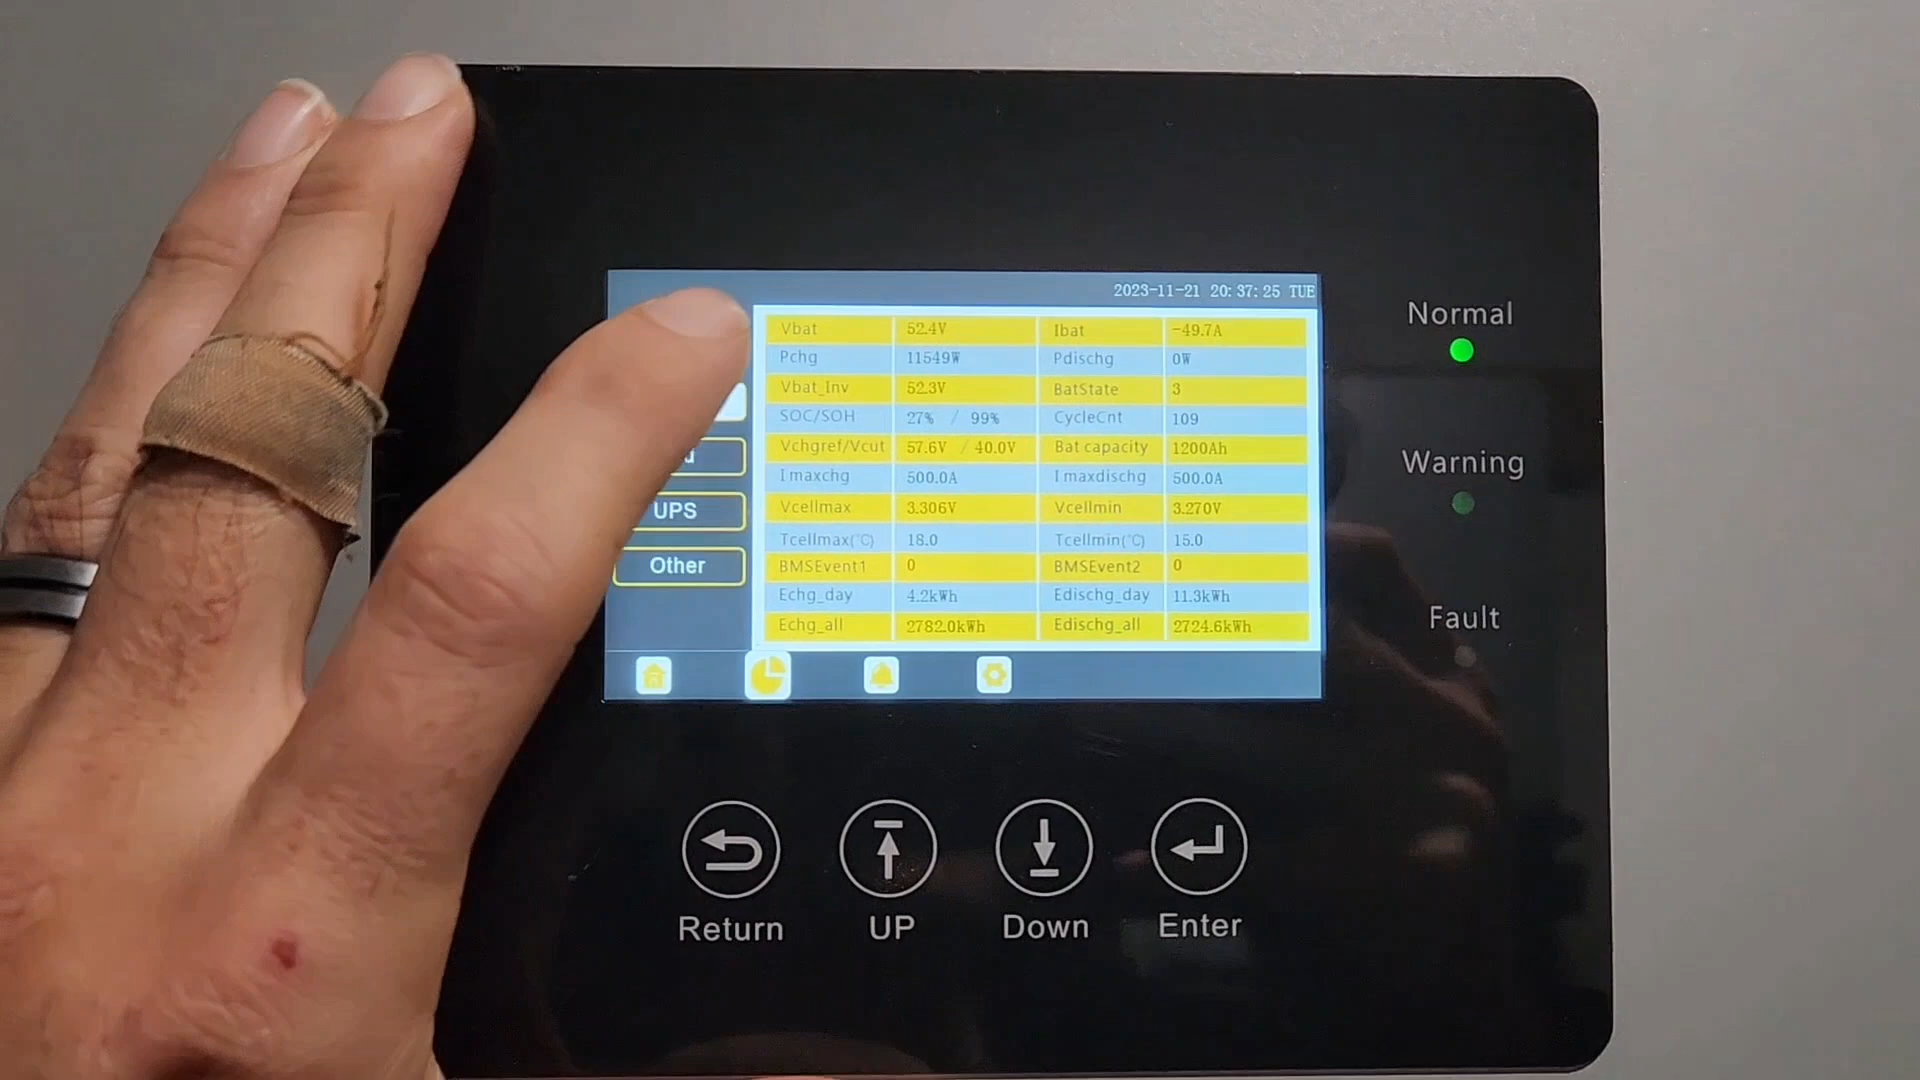 2023-11-21 20:37:25 TUE
Vbat 52.4V Ibat -49.7A
Pchg 11549W Pdischg 0W
Vbat_Inv 52.3V BatState 3
SOC/SOH 27% / 99% CycleCnt 109
Vchgref/Vcut 57.6V / 40.0V Bat capacity 1200Ah
Imaxchg 500.0A Imaxdischg 500.0A
Vcellmax 3.306V Vcellmin 3.270V
Tcellmax(°C) 18.0 Tcellmin(°C) 15.0
BMSEvent1 0 BMSEvent2 0
Echg_day 4.2kWh Edischg_day 11.3kWh
Echg_all 2782.0kWh Edischg_all 2724.6kWh
UPS
Other
Normal
Warning
Fault
Return UP Down Enter